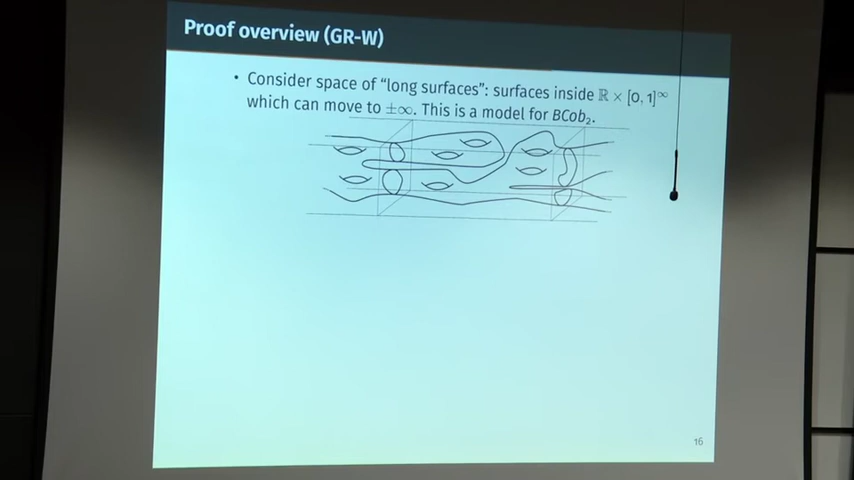 Proof overview (GR-W)
• Consider space of “long surfaces”: surfaces inside ℝ × [0, 1]^∞
which can move to ±∞. This is a model for BCob₂.
16